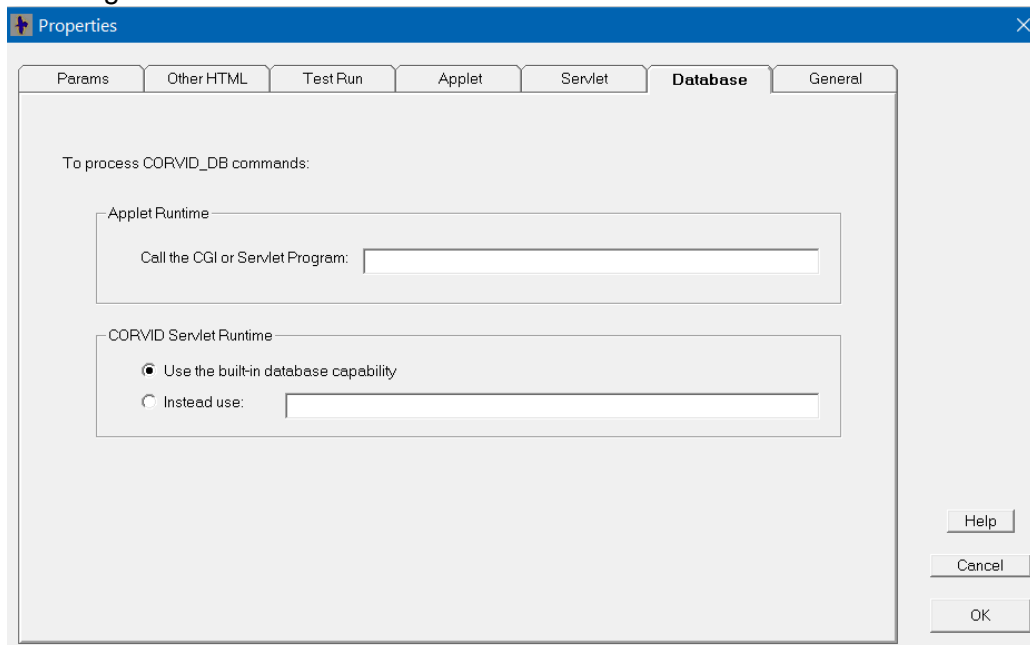 Properties
Params Other HTML Test Run Applet Servlet Database General
To process CORVID_DB commands:
Applet Runtime
Call the CGI or Servlet Program:
CORVID Servlet Runtime
Use the built-in database capability
Instead use:
Help
Cancel
OK